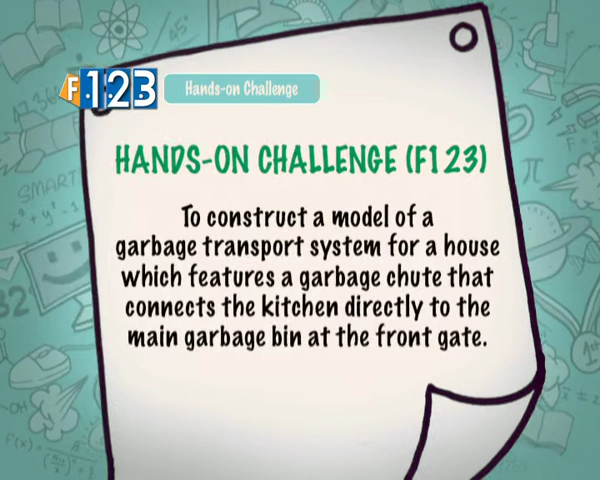 F 123
Hands-on Challenge
HANDS-ON CHALLENGE (F123)
To construct a model of a
garbage transport system for a house
which features a garbage chute that
connects the kitchen directly to the
main garbage bin at the front gate.
SMART